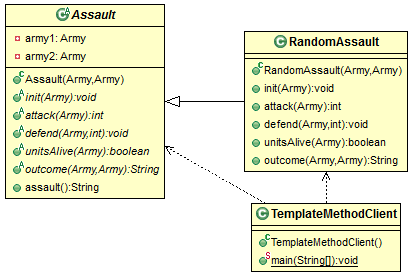 Assault
army1: Army
army2: Army
Assault(Army,Army)
init(Army):void
attack(Army):int
defend(Army,int):void
unitsAlive(Army):boolean
outcome(Army,Army):String
assault():String
RandomAssault
RandomAssault(Army,Army)
init(Army):void
attack(Army):int
defend(Army,int):void
unitsAlive(Army):boolean
outcome(Army,Army):String
TemplateMethodClient
TemplateMethodClient()
main(String[]):void